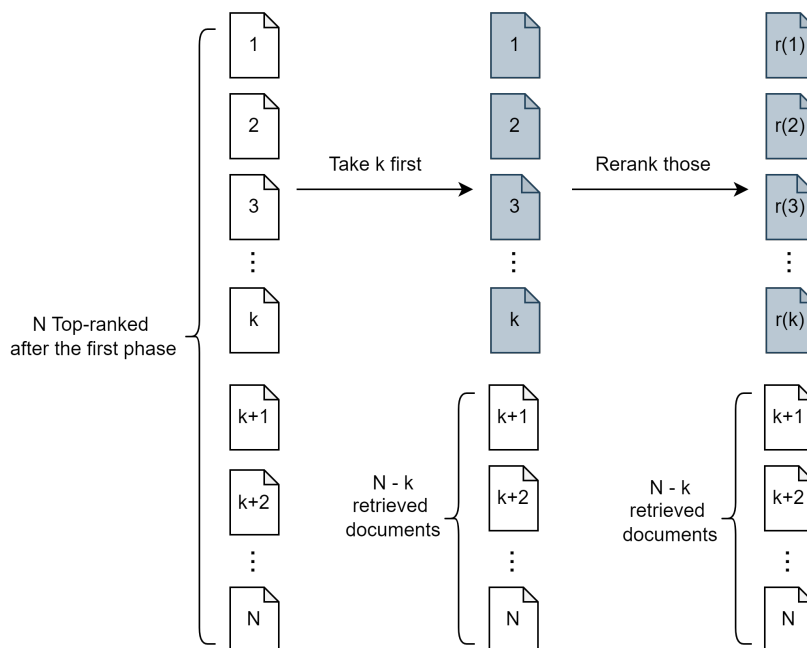 1
1
r(1)
2
2
r(2)
Take k first
Rerank those
3
3
r(3)
k
k
r(k)
N Top-ranked
after the first phase
k+1
k+1
k+1
k+2
k+2
k+2
N - k
retrieved
documents
N - k
retrieved
documents
N
N
N